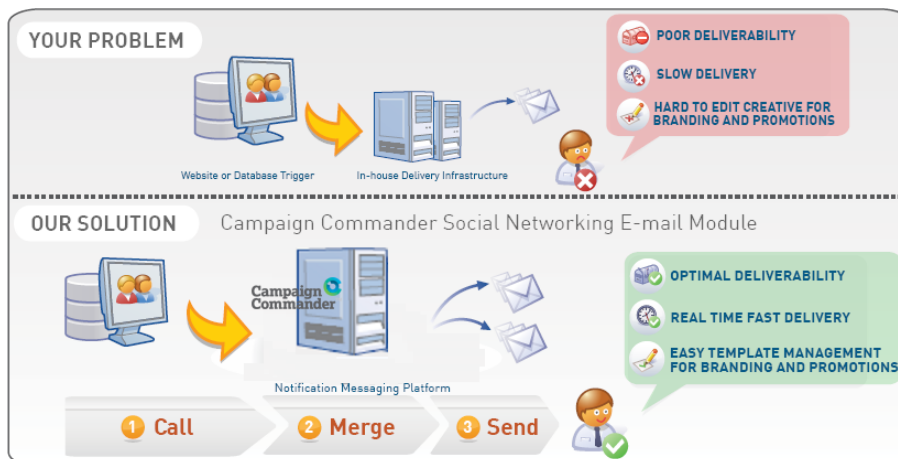 YOUR PROBLEM
POOR DELIVERABILITY
SLOW DELIVERY
HARD TO EDIT CREATIVE FOR
BRANDING AND PROMOTIONS
Website or Database Trigger
In-house Delivery Infrastructure
OUR SOLUTION
Campaign Commander Social Networking E-mail Module
Campaign
Commander
OPTIMAL DELIVERABILITY
REAL TIME FAST DELIVERY
EASY TEMPLATE MANAGEMENT
FOR BRANDING AND PROMOTIONS
Notification Messaging Platform
1 Call
2 Merge
3 Send